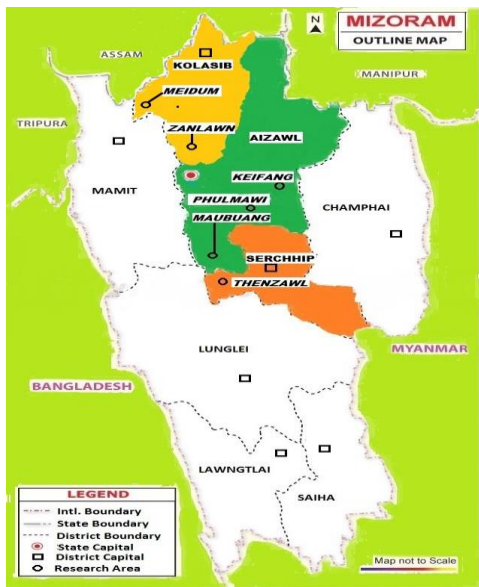 MIZORAM
OUTLINE MAP
N
ASSAM
KOLASIB
MANIPUR
MEIDUM
TRIPURA
ZANLAWN
AIZAWL
MAMIT
KEIFANG
PHULMAWI
CHAMPHAI
MAUBUANG
SERCHHIP
THENZAWL
LUNGLEI
MYANMAR
BANGLADESH
LAWNGTLAI
SAIHA
LEGEND
Intl. Boundary
State Boundary
District Boundary
State Capital
District Capital
Research Area
Map not to Scale